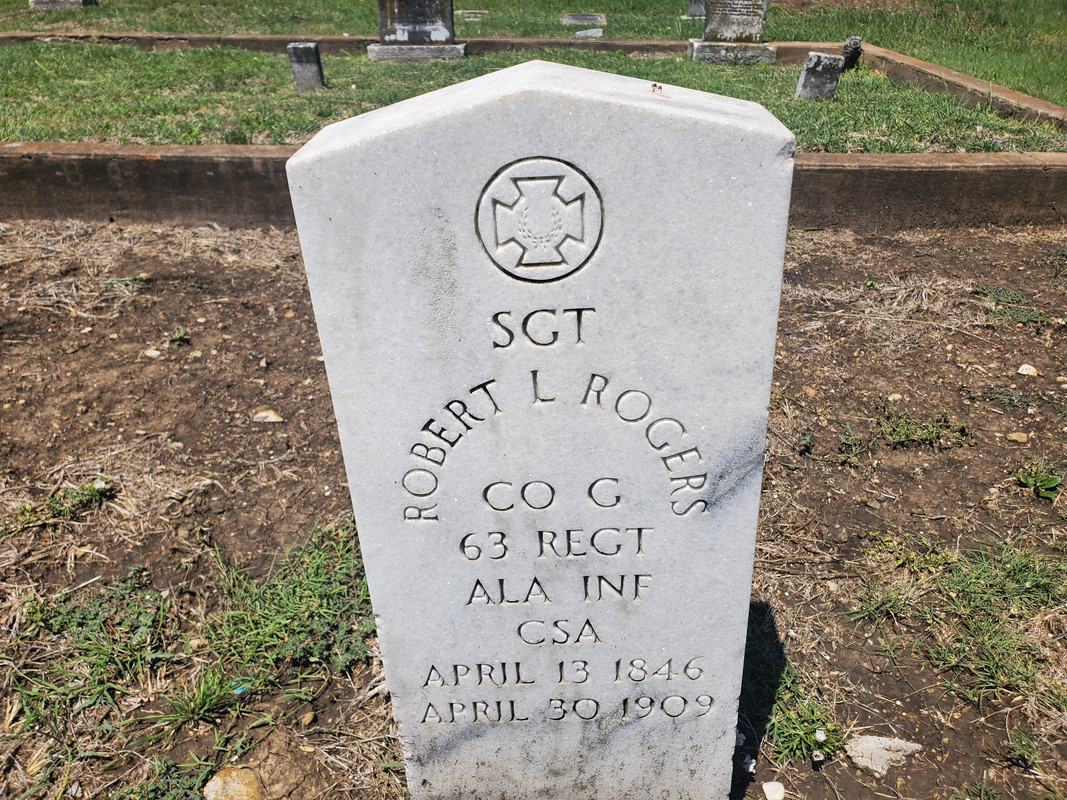 SGT
ROBERT L ROGERS
CO G
63 REGT
ALA INF
CSA
APRIL 13 1846
APRIL 30 1909